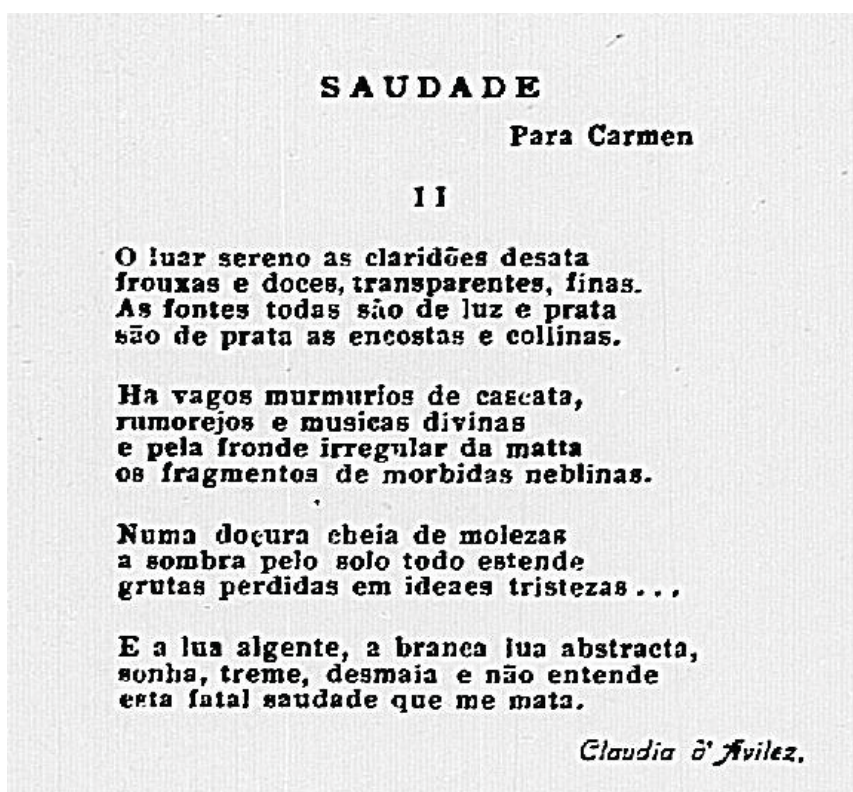 SAUDADE
Para Carmen
II
O luar sereno as claridões desata
frouxas e doces, transparentes, finas.
As fontes todas são de luz e prata
são de prata as encostas e collinas.
Ha vagos murmurios de cascata,
rumorejos e musicas divinas
e pela fronde irregular da matta
os fragmentos de morbidas neblinas.
Numa doçura cheia de molezas
a sombra pelo solo todo estende
grutas perdidas em ideaes tristezas...
E a lua algente, a branca lua abstracta,
sonha, treme, desmaia e não entende
esta fatal saudade que me mata.
Claudia d'Avilez.